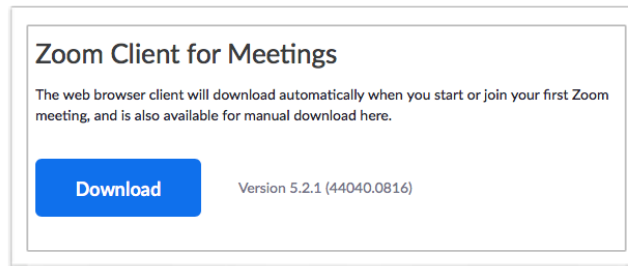 Zoom Client for Meetings
The web browser client will download automatically when you start or join your first Zoom
meeting, and is also available for manual download here.
Download
Version 5.2.1 (44040.0816)